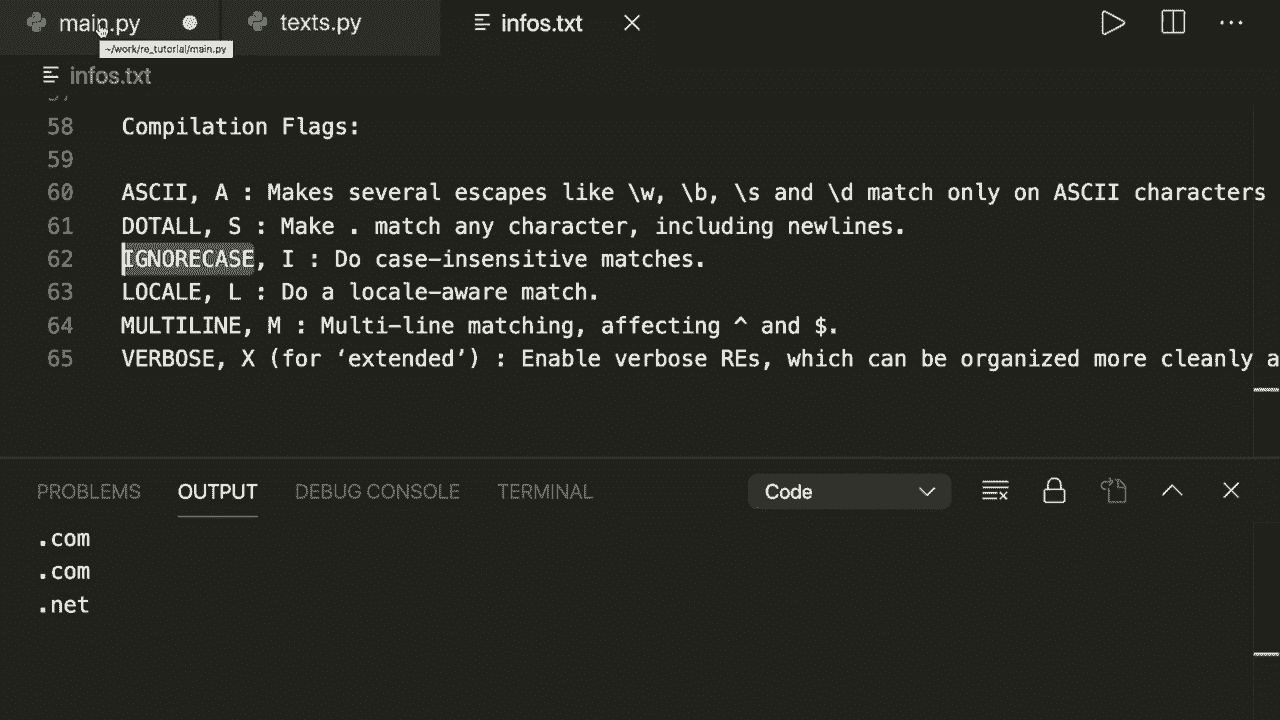 main.py texts.py infos.txt
~/work/re_tutorial/main.py
infos.txt
58 Compilation Flags:
59
60 ASCII, A : Makes several escapes like \w, \b, \s and \d match only on ASCII characters
61 DOTALL, S : Make . match any character, including newlines.
62 IGNORECASE, I : Do case-insensitive matches.
63 LOCALE, L : Do a locale-aware match.
64 MULTILINE, M : Multi-line matching, affecting ^ and $.
65 VERBOSE, X (for ‘extended’) : Enable verbose REs, which can be organized more cleanly a
PROBLEMS OUTPUT DEBUG CONSOLE TERMINAL Code
.com
.com
.net